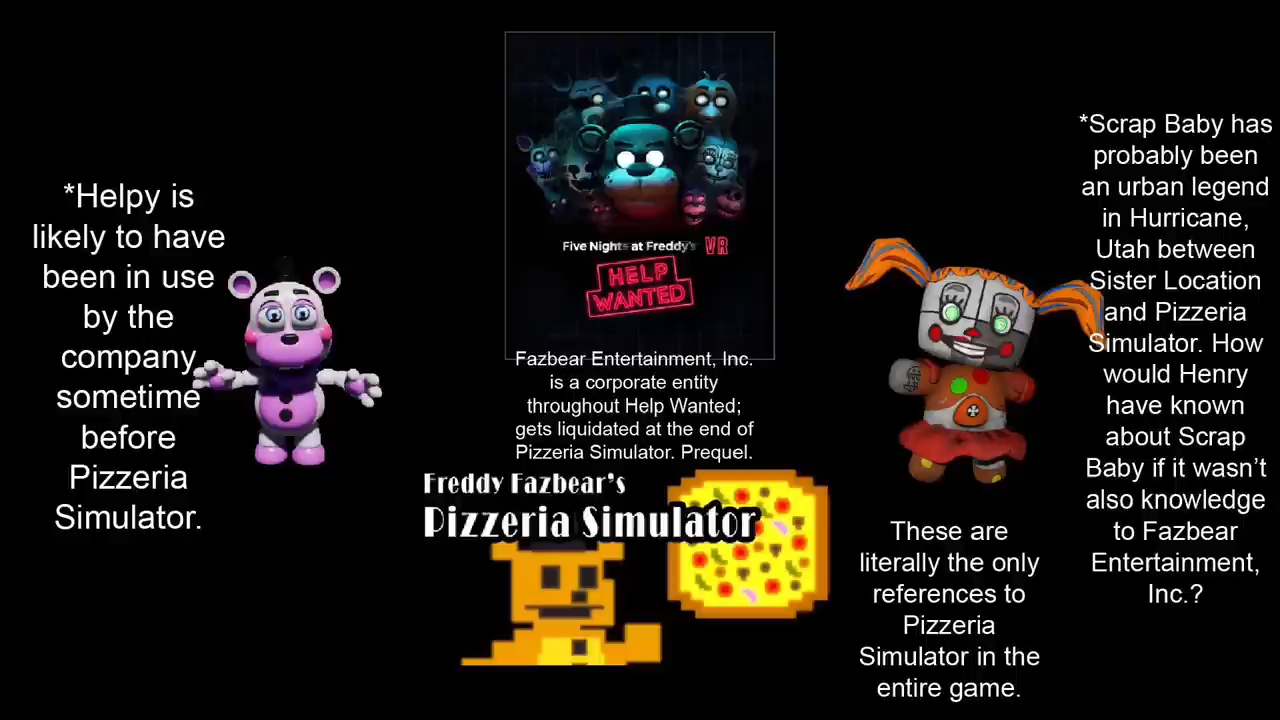 *Helpy is
likely to have
been in use
by the
company
sometime
before
Pizzeria
Simulator.
Five Nights at Freddy's VR
HELP
WANTED
Fazbear Entertainment, Inc.
is a corporate entity
throughout Help Wanted;
gets liquidated at the end of
Pizzeria Simulator. Prequel.
Freddy Fazbear's
Pizzeria Simulator
These are
literally the only
references to
Pizzeria
Simulator in the
entire game.
*Scrap Baby has
probably been
an urban legend
in Hurricane,
Utah between
Sister Location
and Pizzeria
Simulator. How
would Henry
have known
about Scrap
Baby if it wasn't
also knowledge
to Fazbear
Entertainment,
Inc.?